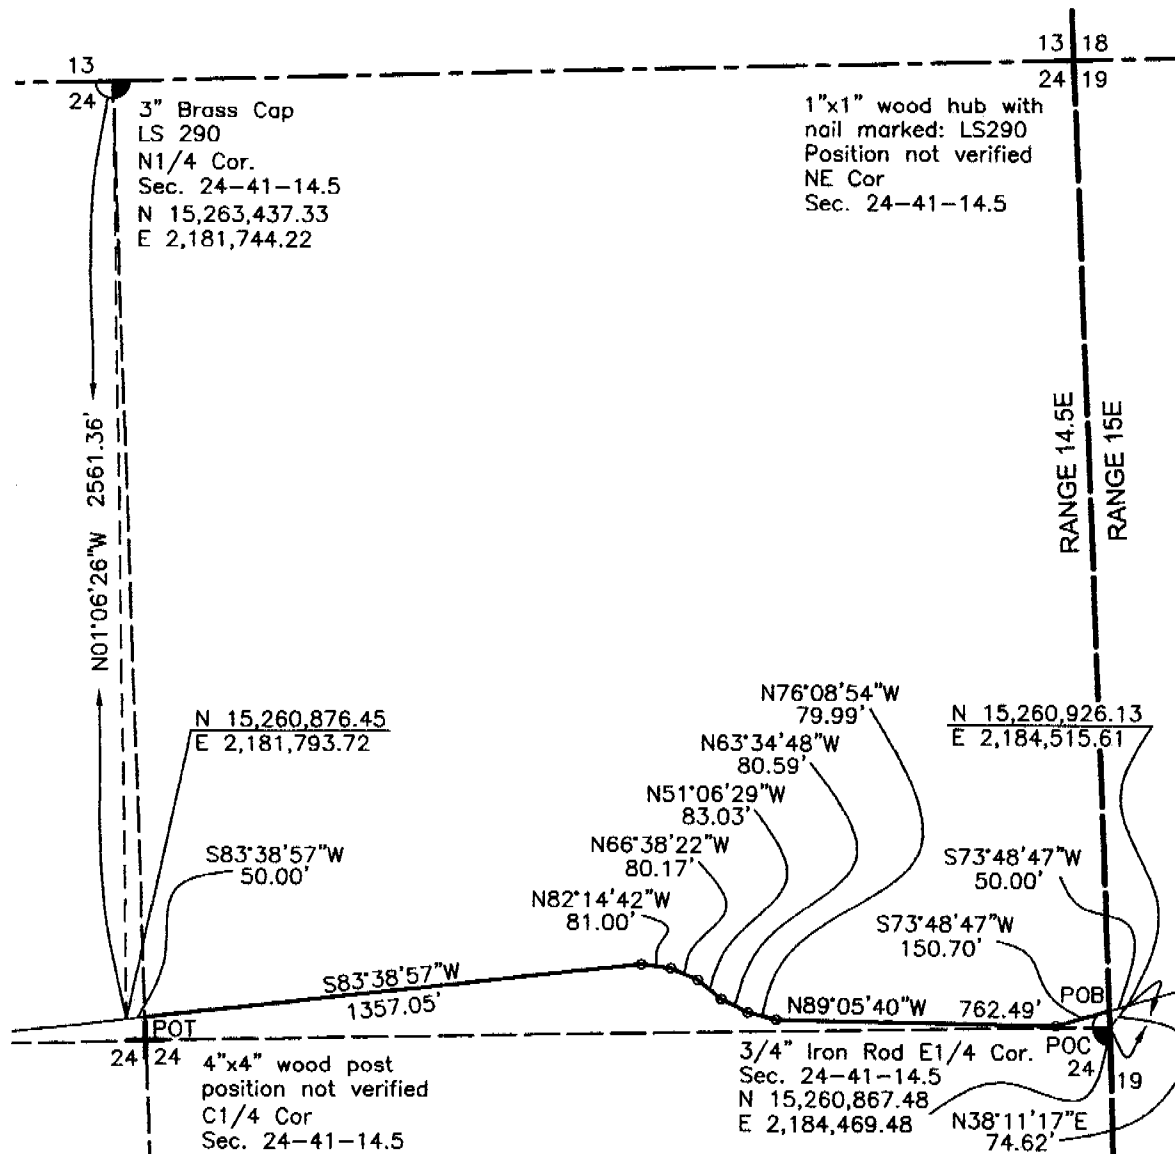 13
24
3" Brass Cap
LS 290
N1/4 Cor.
Sec. 24-41-14.5
N 15,263,437.33
E 2,181,744.22
13 18
24 19
1"x1" wood hub with
nail marked: LS290
Position not verified
NE Cor
Sec. 24-41-14.5
RANGE 14.5E
RANGE 15E
N01°06'26"W 2561.36'
N 15,260,876.45
E 2,181,793.72
S83°38'57"W
50.00'
N76°08'54"W
79.99'
N63°34'48"W
80.59'
N51°06'29"W
83.03'
N66°38'22"W
80.17'
N82°14'42"W
81.00'
N 15,260,926.13
E 2,184,515.61
S73°48'47"W
50.00'
S73°48'47"W
150.70'
S83°38'57"W
1357.05'
N89°05'40"W 762.49'
POB
POT
POC
24 24
4"x4" wood post
position not verified
C1/4 Cor
Sec. 24-41-14.5
3/4" Iron Rod E1/4 Cor.
Sec. 24-41-14.5
N 15,260,867.48
E 2,184,469.48
24
19
N38°11'17"E
74.62'